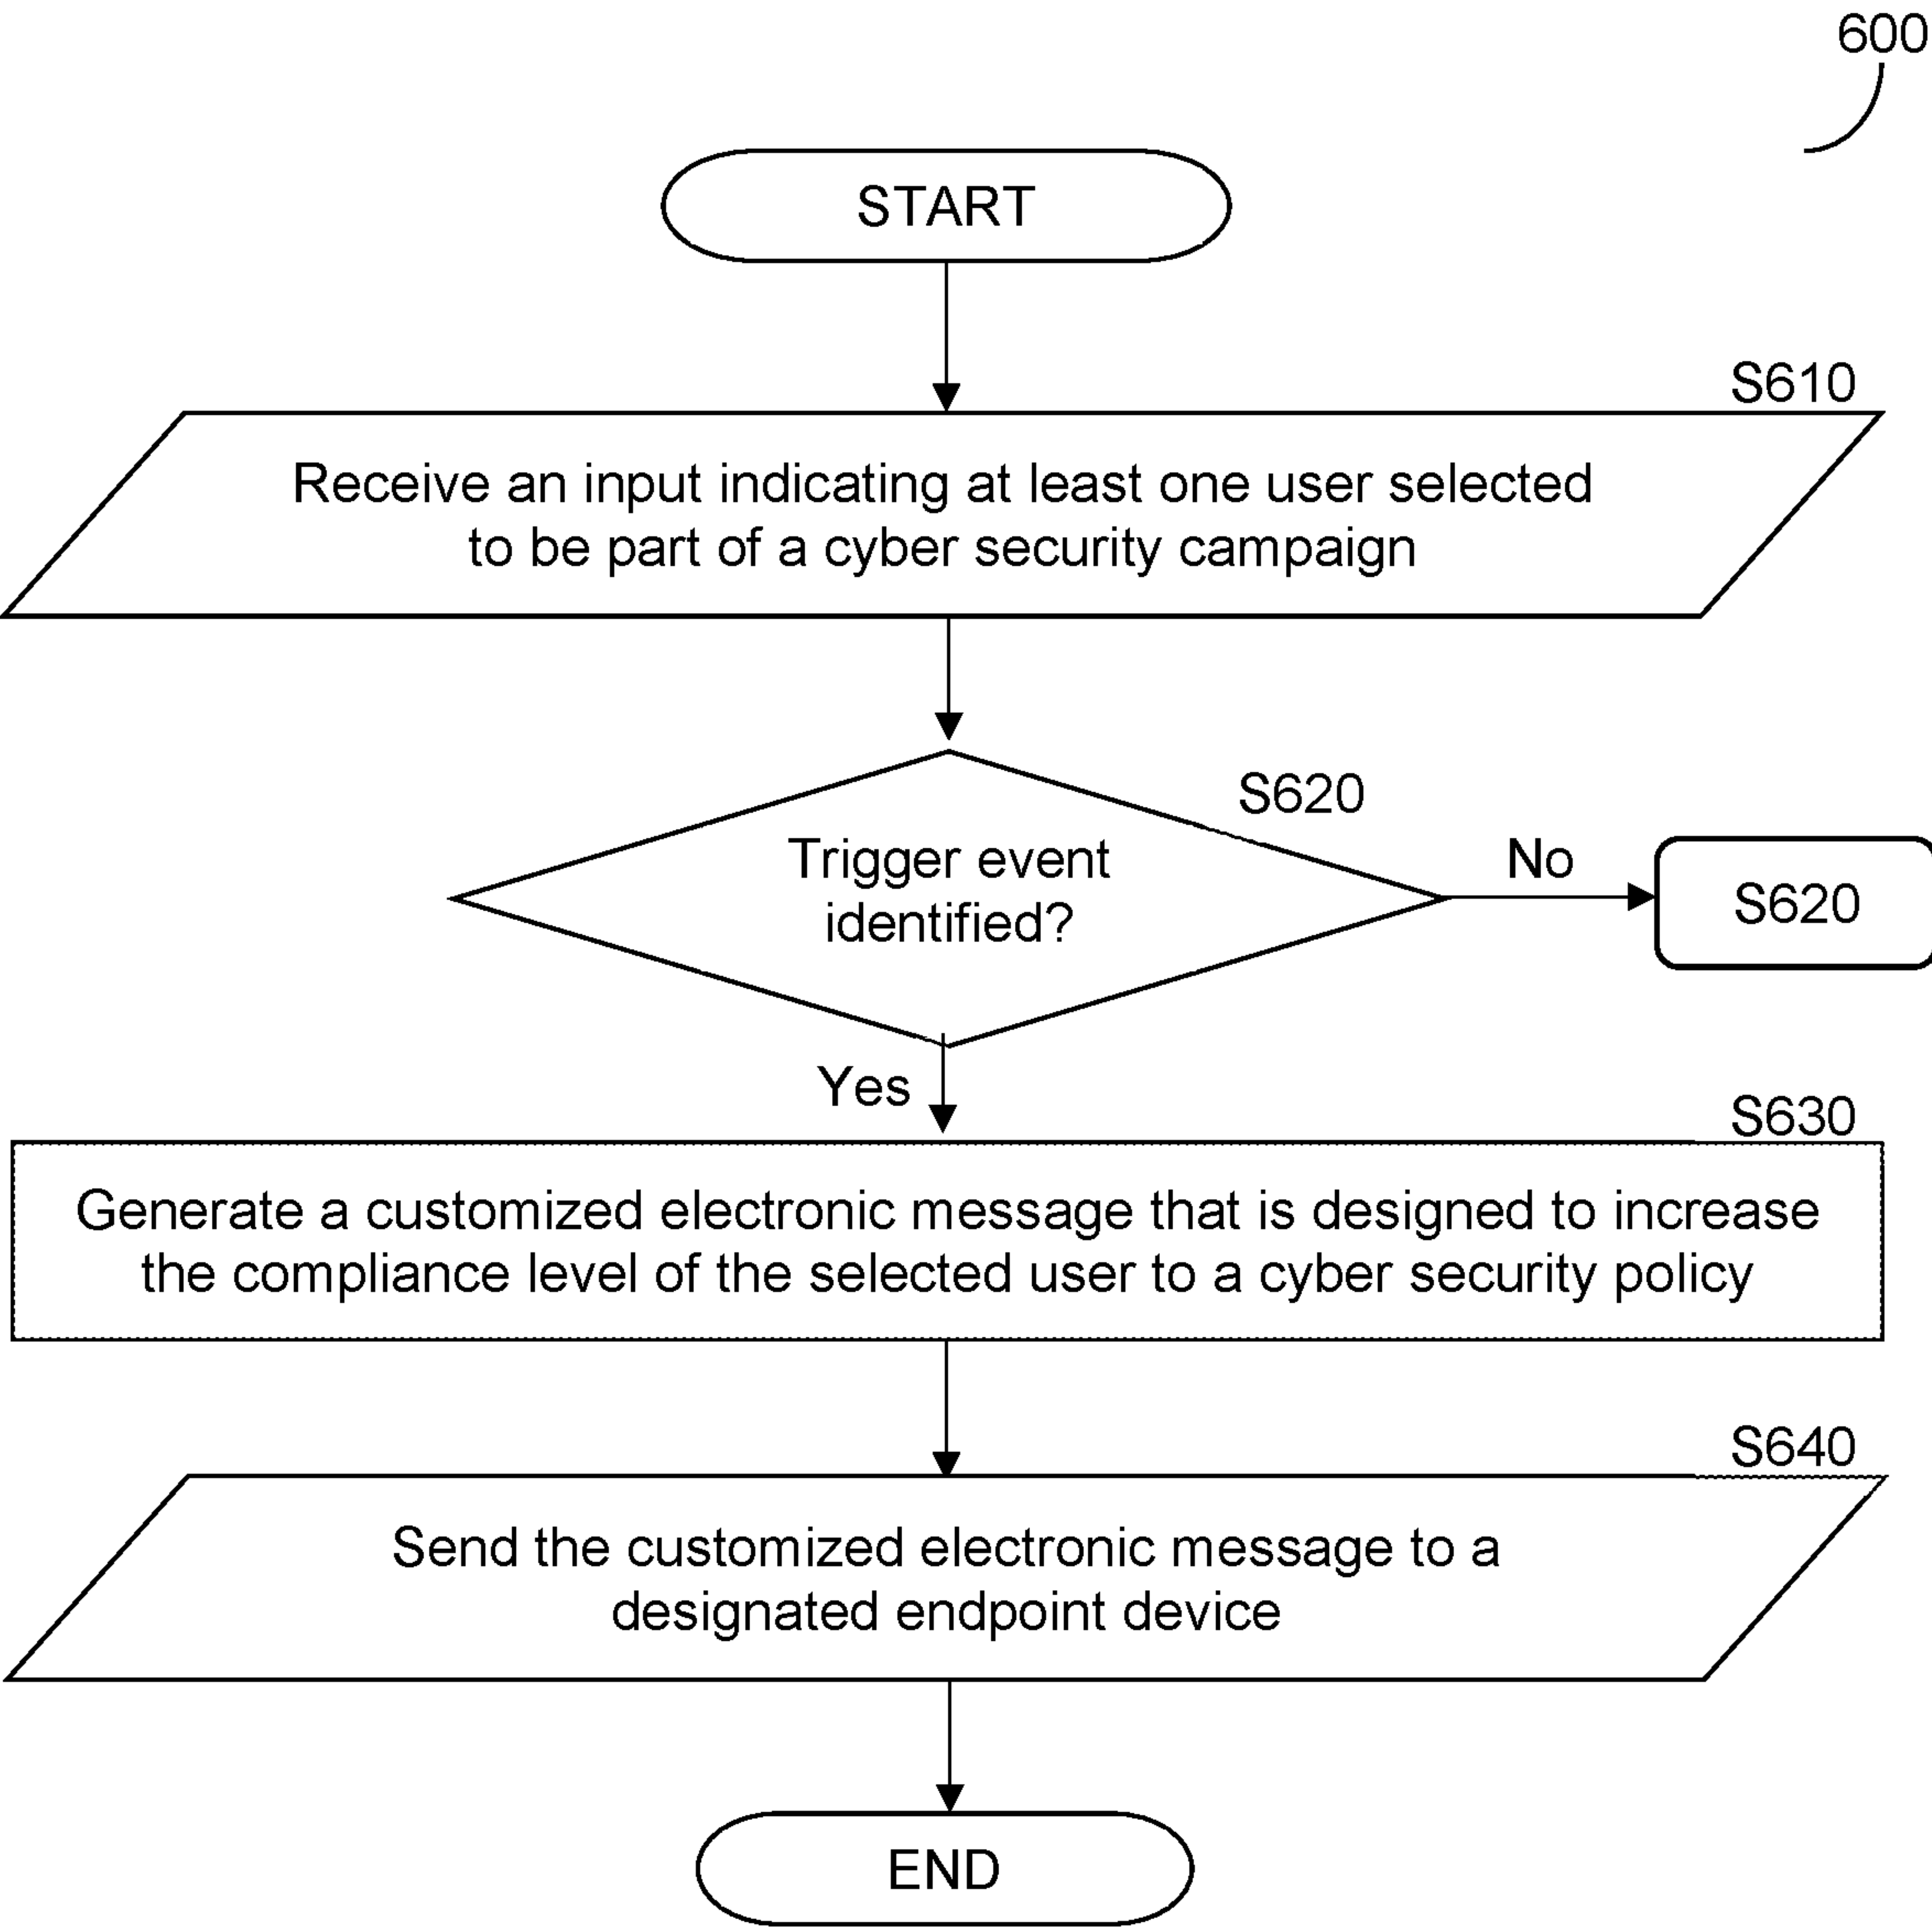 600
START
S610
Receive an input indicating at least one user selected
to be part of a cyber security campaign
S620
Trigger event
identified?
No
S620
Yes
S630
Generate a customized electronic message that is designed to increase
the compliance level of the selected user to a cyber security policy
S640
Send the customized electronic message to a
designated endpoint device
END